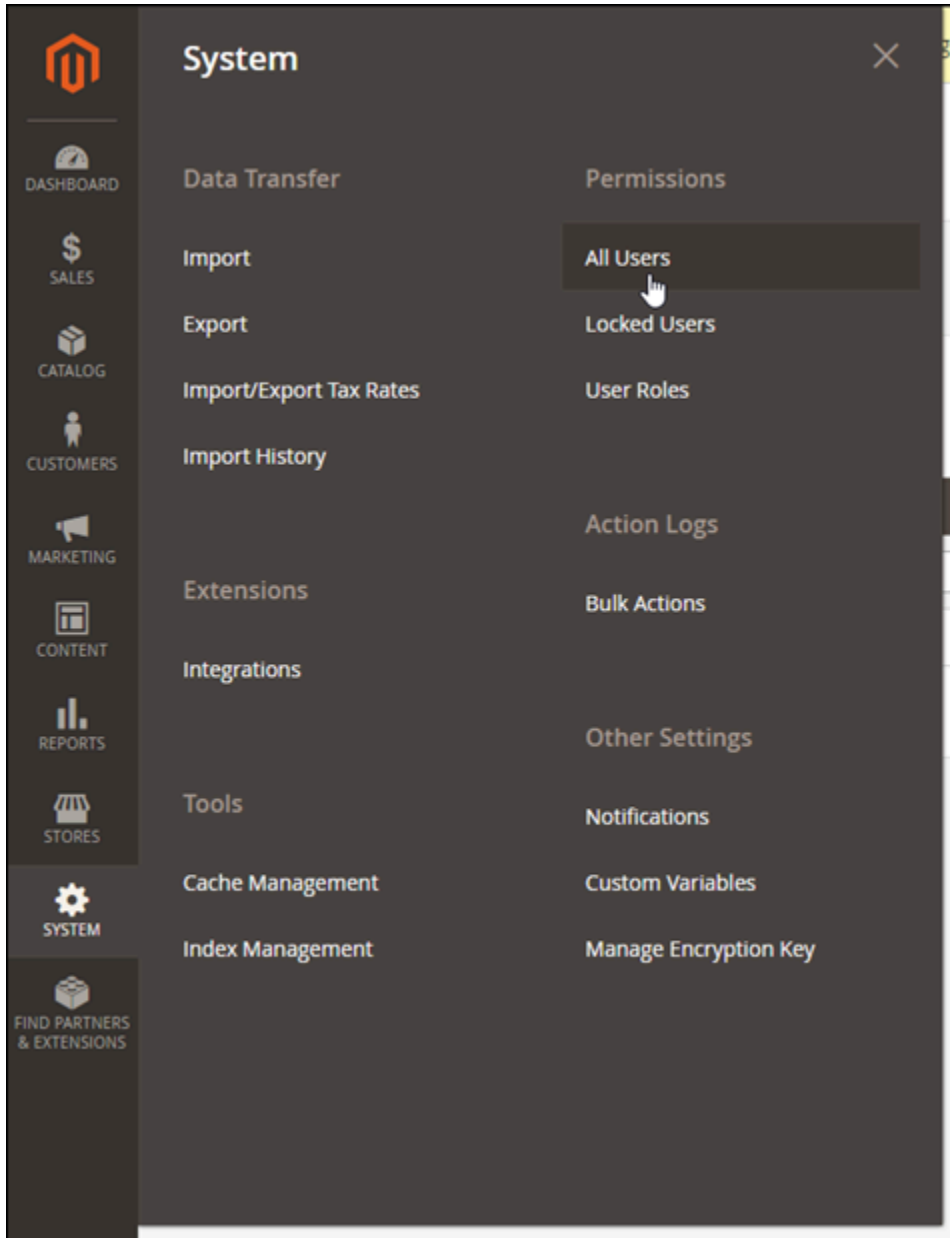 System
DASHBOARD
SALES
CATALOG
CUSTOMERS
MARKETING
CONTENT
REPORTS
STORES
SYSTEM
FIND PARTNERS
& EXTENSIONS
Data Transfer
Import
Export
Import/Export Tax Rates
Import History
Extensions
Integrations
Tools
Cache Management
Index Management
Permissions
All Users
Locked Users
User Roles
Action Logs
Bulk Actions
Other Settings
Notifications
Custom Variables
Manage Encryption Key